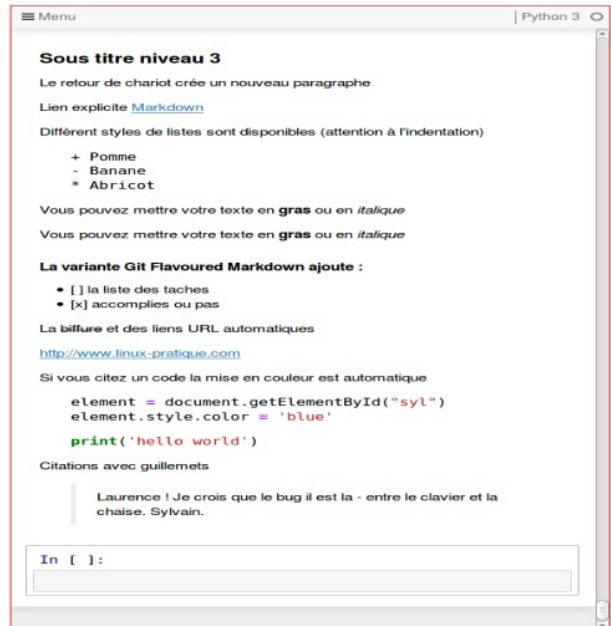 Menu | Python 3
Sous titre niveau 3
Le retour de chariot crée un nouveau paragraphe
Lien explicite Markdown
Différent styles de listes sont disponibles (attention à l'indentation)
+ Pomme
- Banane
* Abricot
Vous pouvez mettre votre texte en gras ou en italique
Vous pouvez mettre votre texte en gras ou en italique
La variante Git Flavoured Markdown ajoute :
[ ] la liste des taches
[x] accomplies ou pas
La biffure et des liens URL automatiques
http://www.linux-pratique.com
Si vous citez un code la mise en couleur est automatique
element = document.getElementById("syl")
element.style.color = 'blue'
print('hello world')
Citations avec guillemets
Laurence ! Je crois que le bug il est la - entre le clavier et la
chaise. Sylvain.
In [ ]: